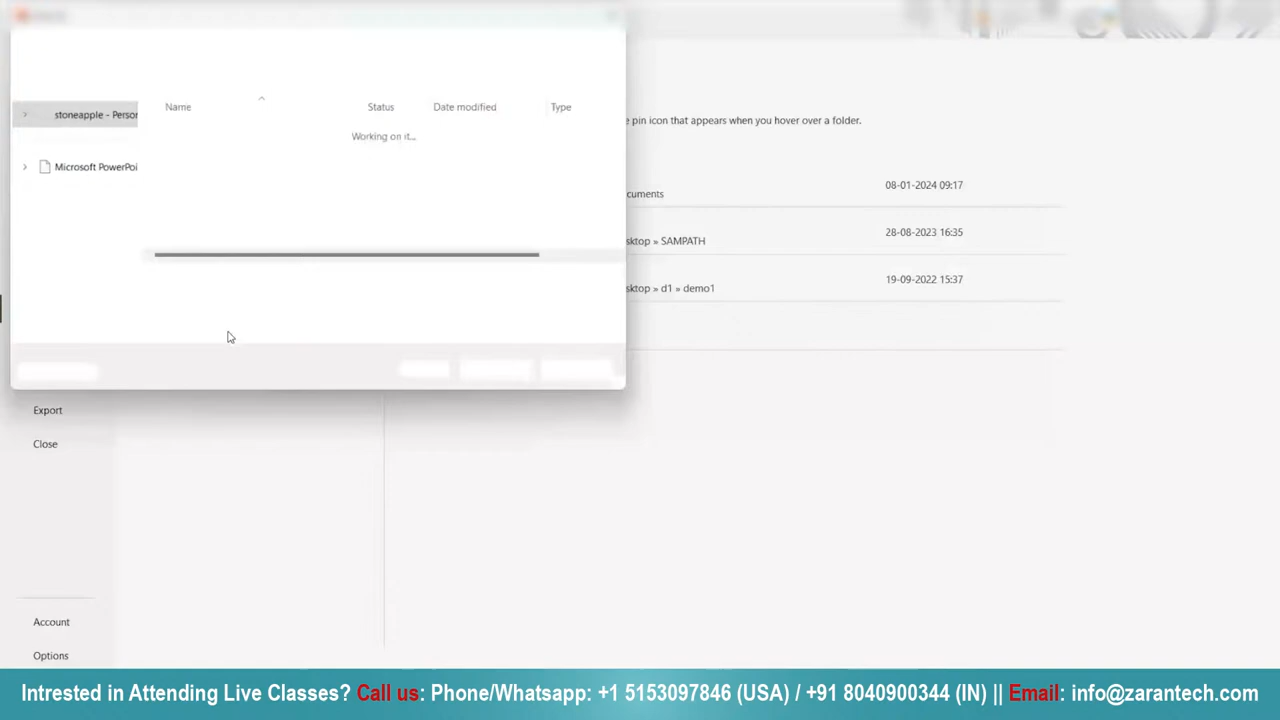 Name Status Date modified Type
stoneapple - Person
Working on it...
Microsoft PowerPoi
e pin icon that appears when you hover over a folder.
cuments 08-01-2024 09:17
sktop » SAMPATH 28-08-2023 16:35
sktop » d1 » demo1 19-09-2022 15:37
Export
Close
Account
Options
Intrested in Attending Live Classes? Call us: Phone/Whatsapp: +1 5153097846 (USA) / +91 8040900344 (IN) || Email: info@zarantech.com